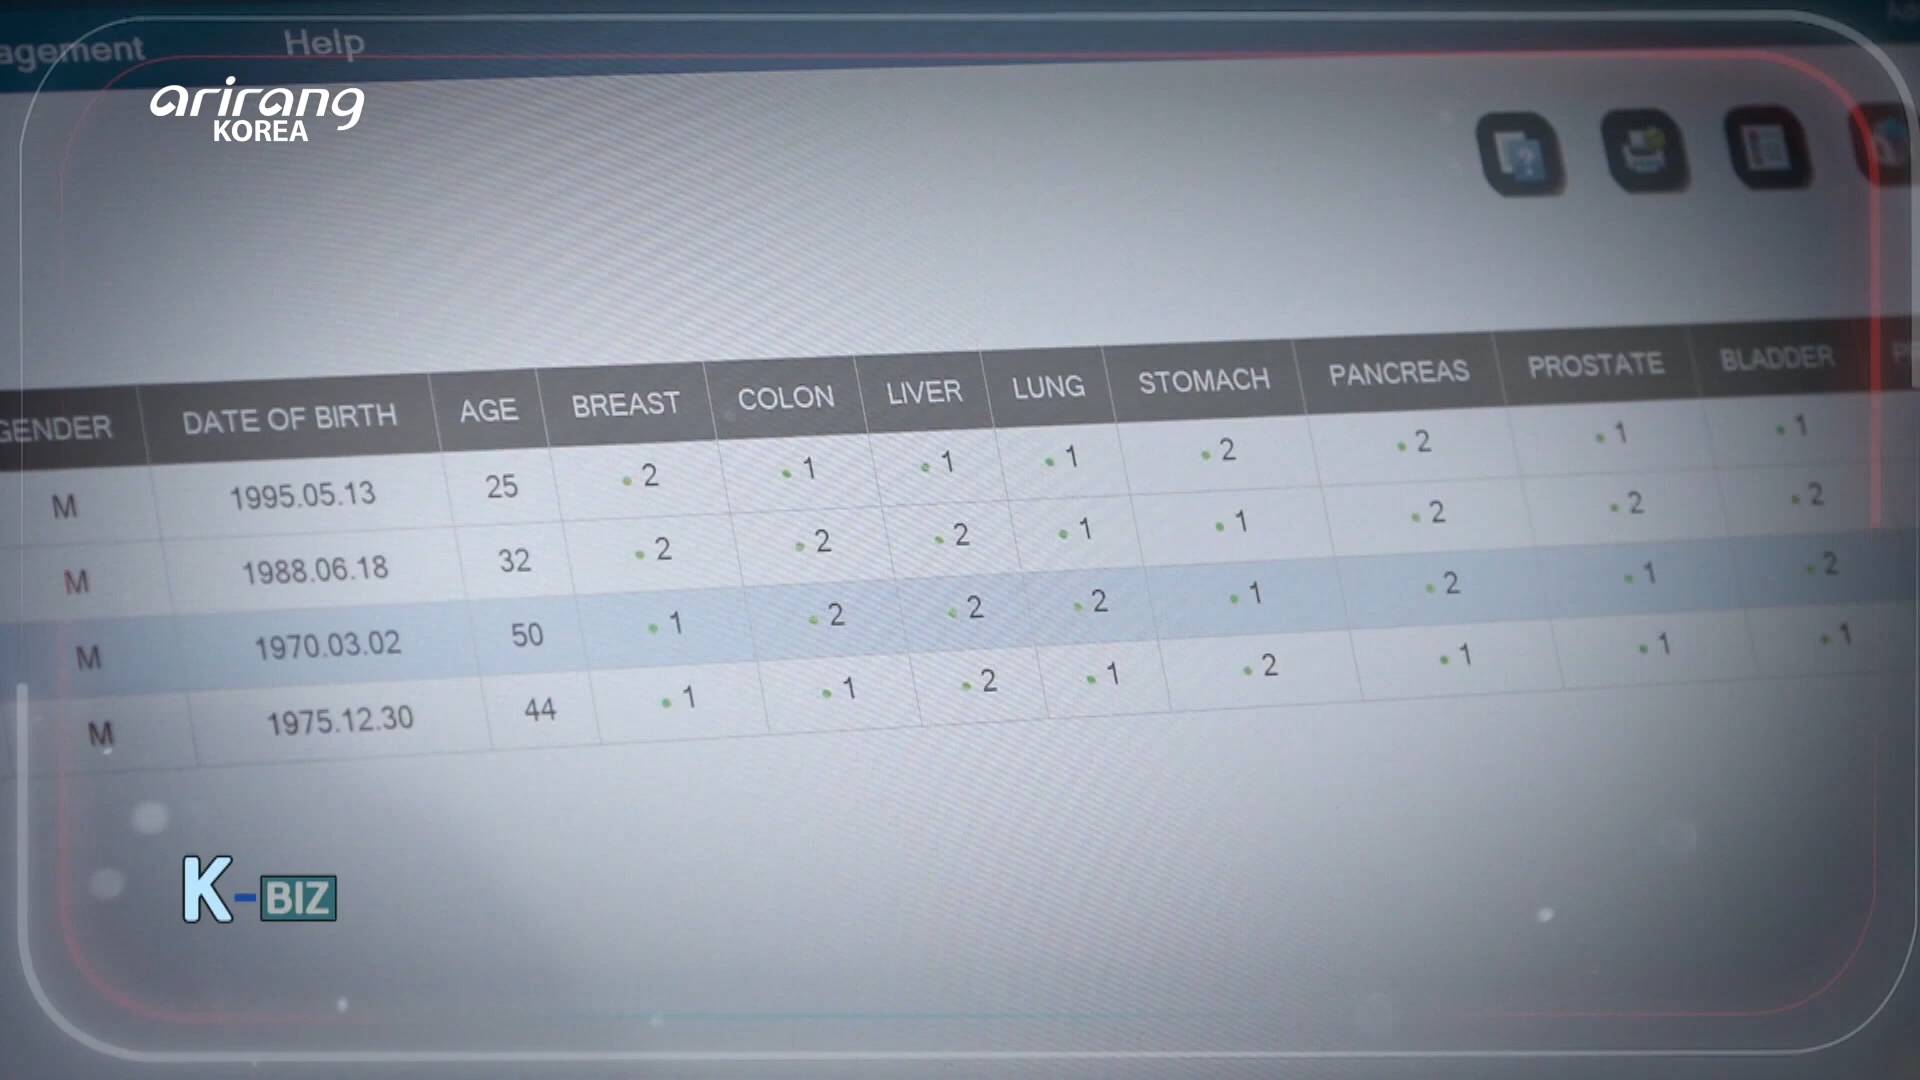 agement Help
arirang
KOREA
GENDER DATE OF BIRTH AGE BREAST COLON LIVER LUNG STOMACH PANCREAS PROSTATE BLADDER
M 1995.05.13 25 2 1 1 1 2 2 1 1
M 1988.06.18 32 2 2 2 1 1 2 2 2
M 1970.03.02 50 1 2 2 2 1 2 1 2
M 1975.12.30 44 1 1 2 1 2 1 1 1
K-BIZ